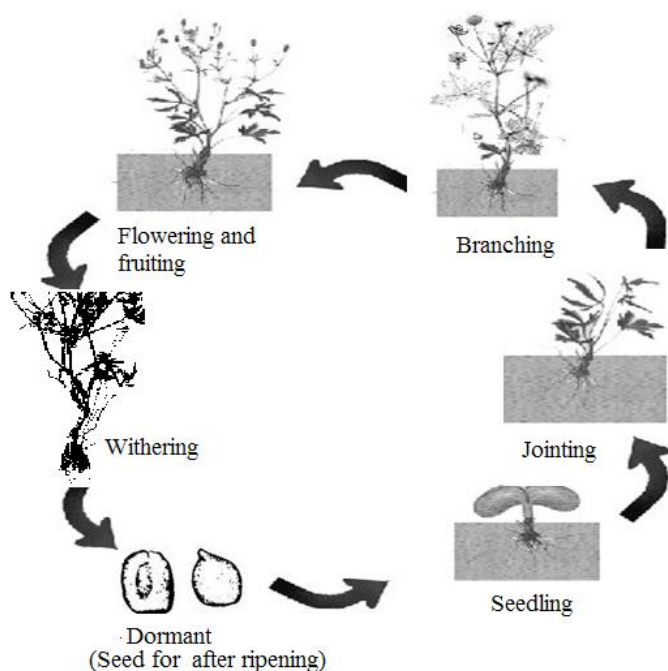 Flowering and
fruiting
Branching
Withering
Jointing
Seedling
Dormant
(Seed for after ripening)